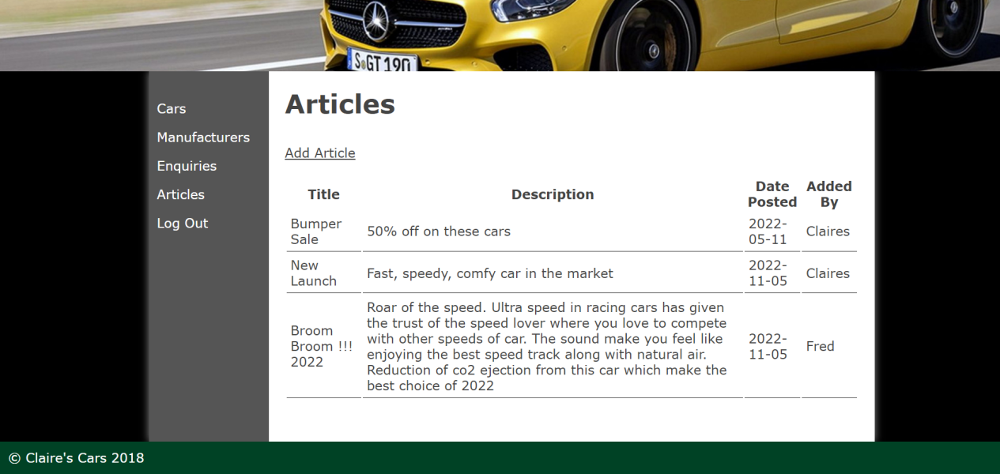 S GT 190
Cars
Manufacturers
Enquiries
Articles
Log Out
Articles
Add Article
Title Description Date Added
Posted By
Bumper
Sale
50% off on these cars
2022-
05-11
Claires
New
Launch
Fast, speedy, comfy car in the market
2022-
11-05
Claires
Broom
Broom !!!
2022
Roar of the speed. Ultra speed in racing cars has given
the trust of the speed lover where you love to compete
with other speeds of car. The sound make you feel like
enjoying the best speed track along with natural air.
Reduction of co2 ejection from this car which make the
best choice of 2022
2022-
11-05
Fred
© Claire's Cars 2018